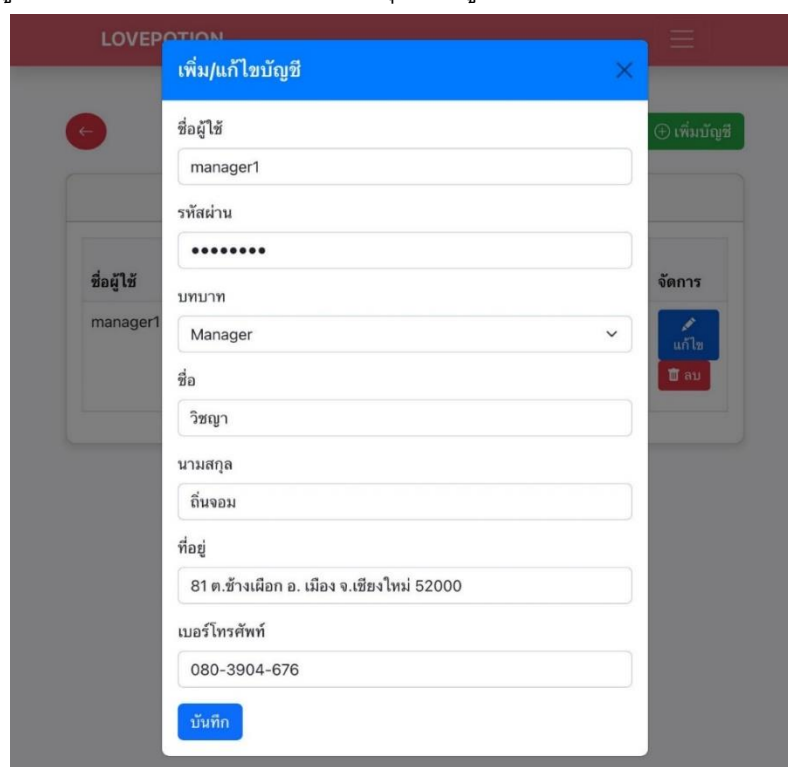 LOVEPOTION
เพิ่ม/แก้ไขบัญชี
เพิ่มบัญชี
ชื่อผู้ใช้
manager1
รหัสผ่าน
••••••••
ชื่อผู้ใช้
จัดการ
บทบาท
manager1
Manager
แก้ไข
ชื่อ
ลบ
วิชญา
นามสกุล
ถิ่นจอม
ที่อยู่
81 ต.ช้างเผือก อ. เมือง จ.เชียงใหม่ 52000
เบอร์โทรศัพท์
080-3904-676
บันทึก